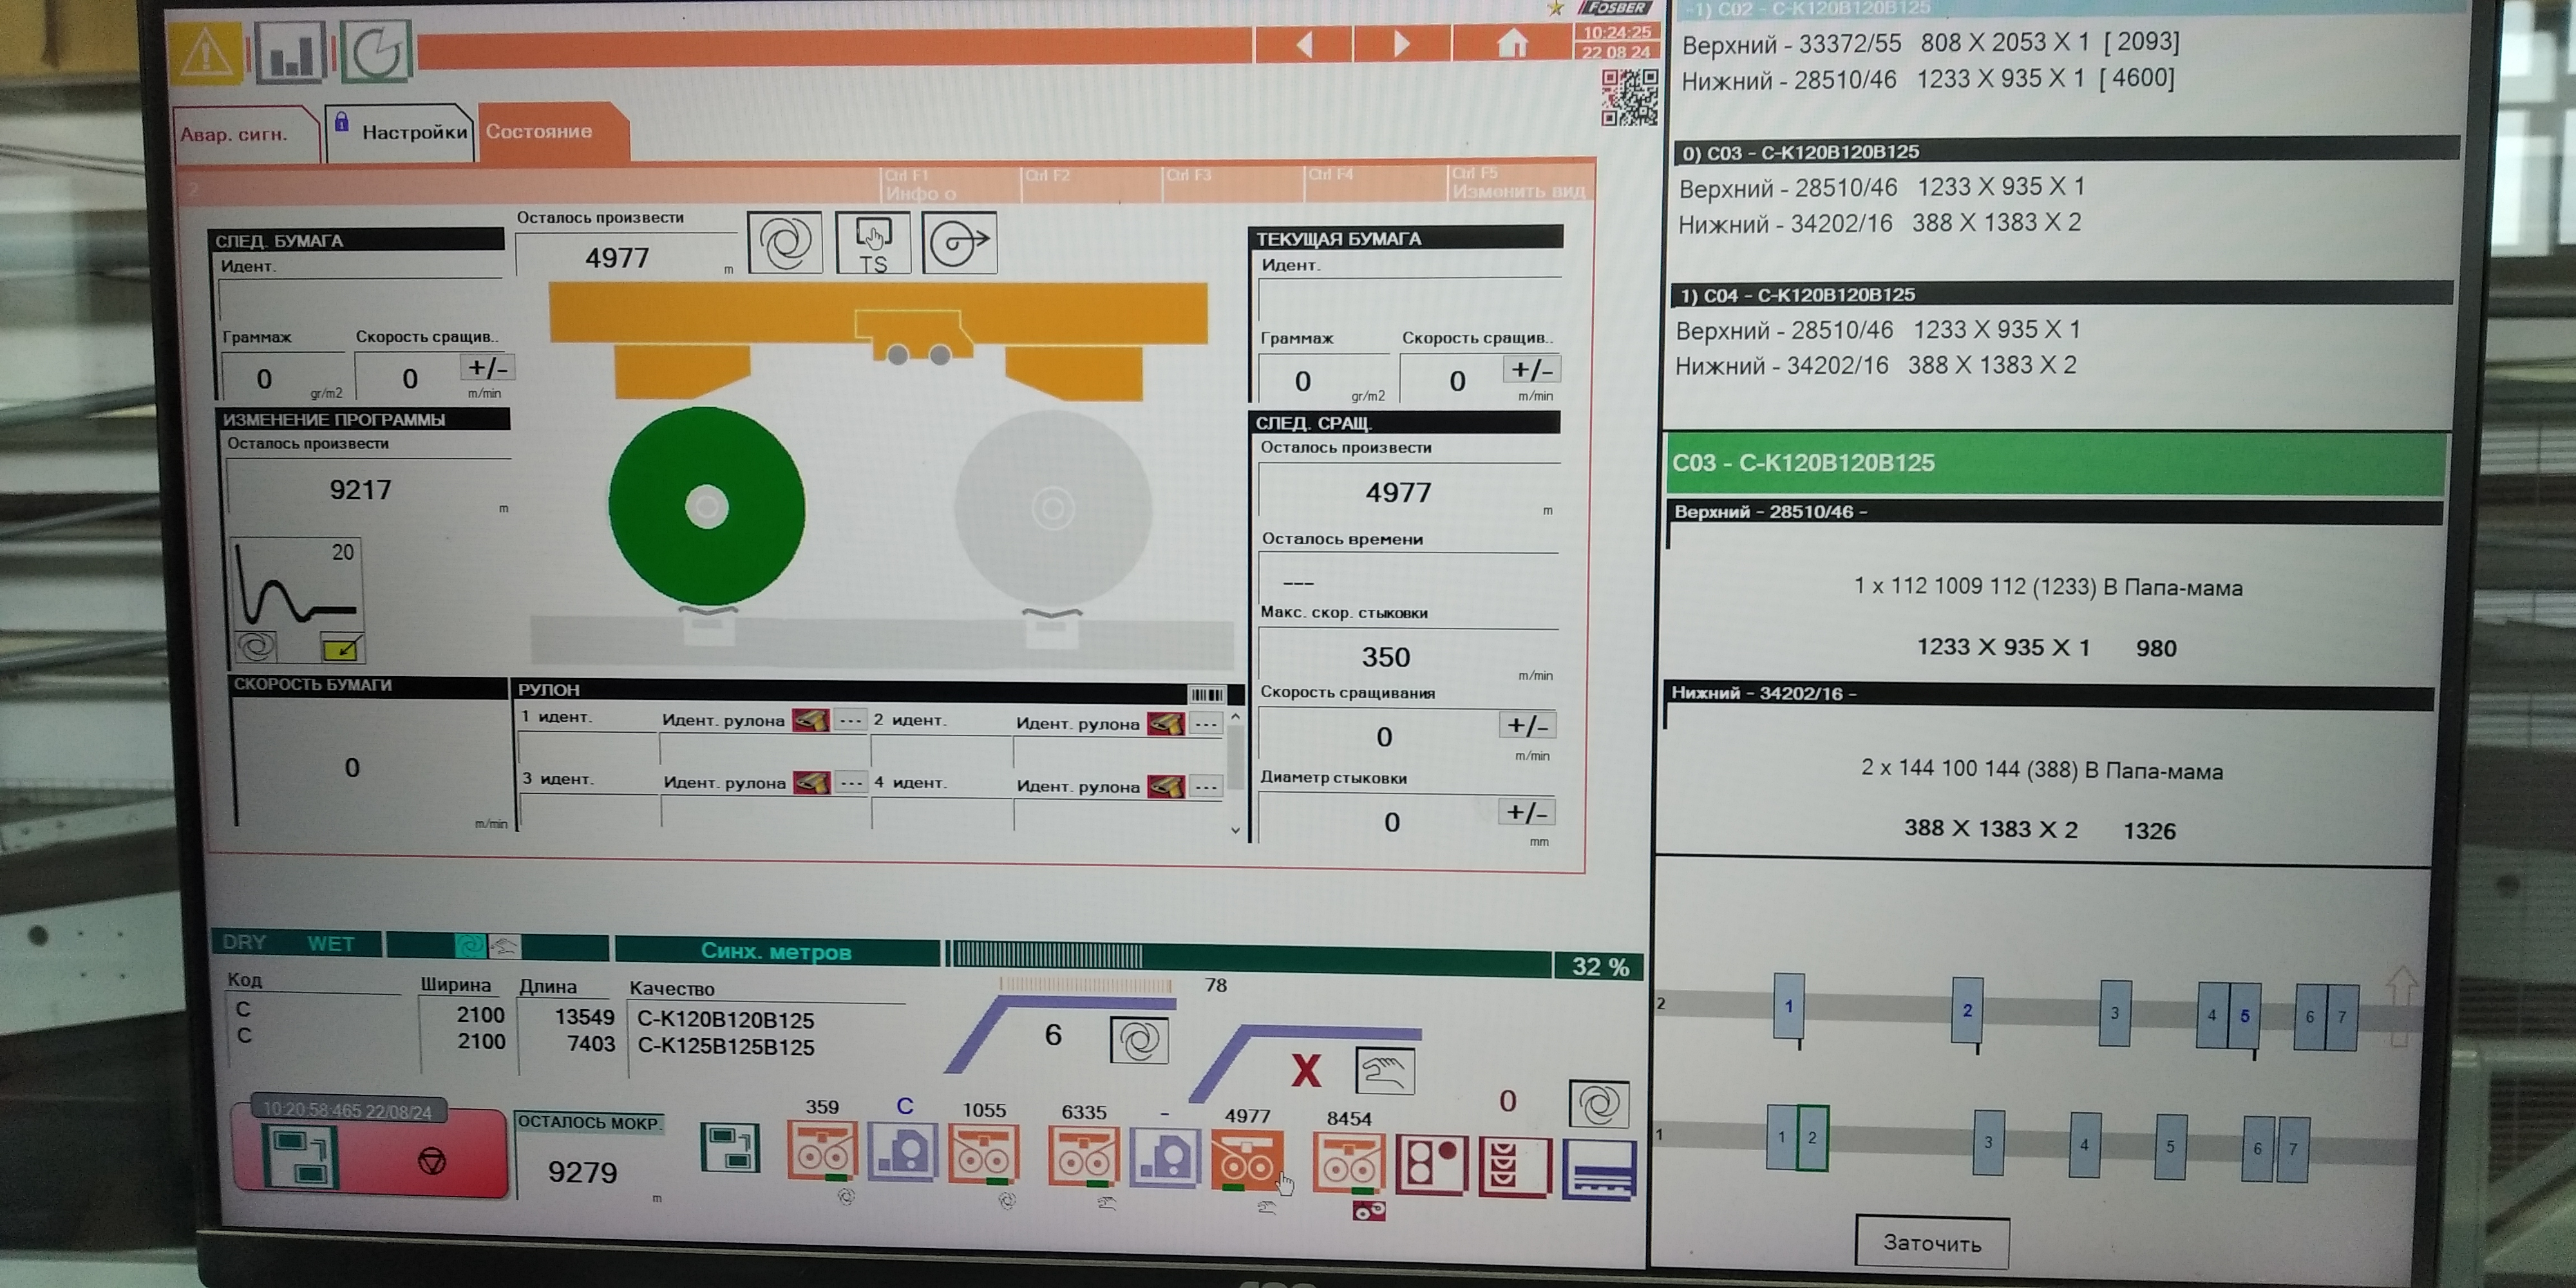 FOSBER
10:24:25
22 08 24
Авар. сигн.
Настройки
Состояние
2
Ctrl F1
Инфо о
Ctrl F2
Ctrl F3
Ctrl F4
Ctrl F5
Изменить вид
СЛЕД. БУМАГА
Идент.
Граммаж
0
gr/m2
Скорость сращив..
0
+/-
m/min
Осталось произвести
4977
m
TS
ТЕКУЩАЯ БУМАГА
Идент.
Граммаж
0
gr/m2
Скорость сращив..
0
+/-
m/min
ИЗМЕНЕНИЕ ПРОГРАММЫ
Осталось произвести
9217
m
20
СЛЕД. СРАЩ.
Осталось произвести
4977
m
Осталось времени
---
Макс. скор. стыковки
350
m/min
Скорость сращивания
0
+/-
m/min
Диаметр стыковки
0
+/-
mm
СКОРОСТЬ БУМАГИ
0
m/min
РУЛОН
1 идент.
Идент. рулона
---
2 идент.
Идент. рулона
---
3 идент.
Идент. рулона
---
4 идент.
Идент. рулона
---
DRY WET
Синх. метров
32 %
Код Ширина Длина Качество
C 2100 13549 C-K120B120B125
C 2100 7403 C-K125B125B125
78
6
X
10:20:58:465 22/08/24
ОСТАЛОСЬ МОКР.
9279
m
359
C
1055
6335
-
4977
8454
0
-1) C02 - C-K120B120B125
Верхний - 33372/55 808 X 2053 X 1 [ 2093]
Нижний - 28510/46 1233 X 935 X 1 [ 4600]
0) C03 - C-K120B120B125
Верхний - 28510/46 1233 X 935 X 1
Нижний - 34202/16 388 X 1383 X 2
1) C04 - C-K120B120B125
Верхний - 28510/46 1233 X 935 X 1
Нижний - 34202/16 388 X 1383 X 2
C03 - C-K120B120B125
Верхний - 28510/46 -
1 x 112 1009 112 (1233) B Папа-мама
1233 X 935 X 1 980
Нижний - 34202/16 -
2 x 144 100 144 (388) B Папа-мама
388 X 1383 X 2 1326
2 1 2 3 4 5 6 7
1 1 2 3 4 5 6 7
Заточить